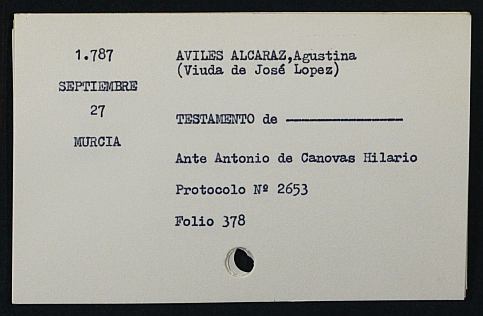 1.787
SEPTIEMBRE
27
MURCIA
AVILES ALCARAZ,Agustina
(Viuda de José Lopez)
TESTAMENTO de ----------------
Ante Antonio de Canovas Hilario
Protocolo Nº 2653
Folio 378